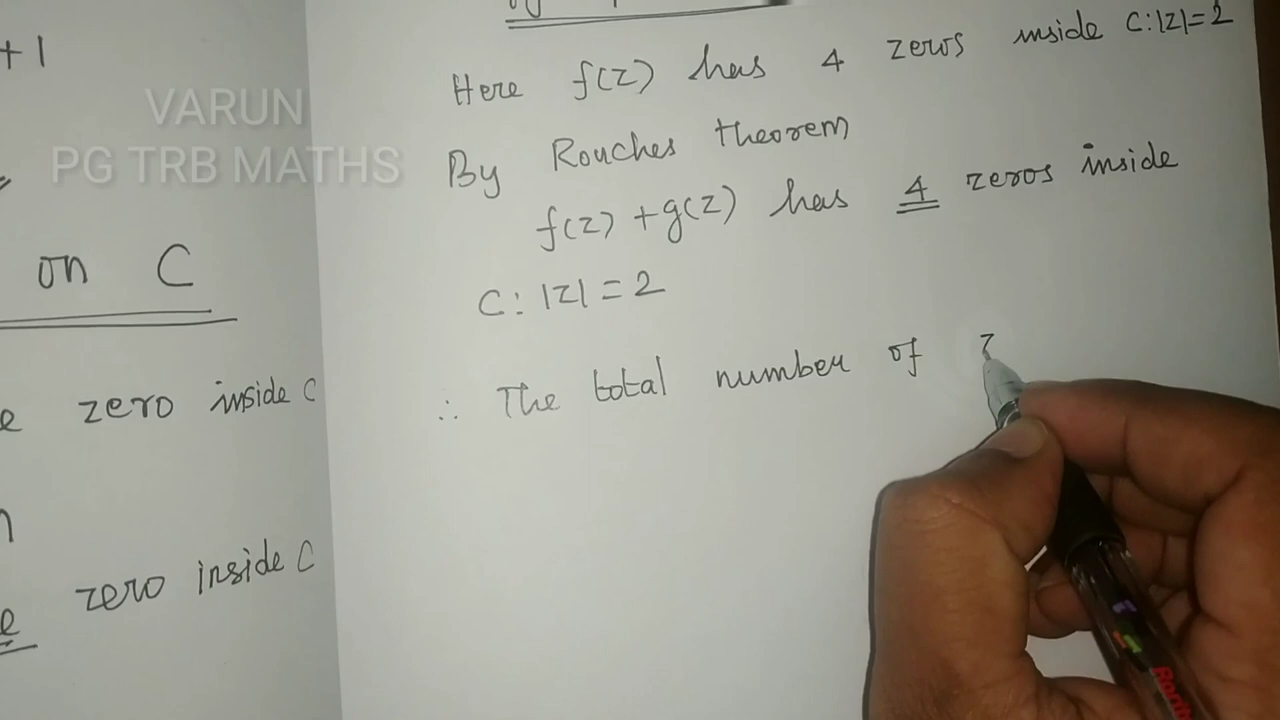 +1
VARUN
PG TRB MATHS
on C
zero inside C
zero inside C
Here f(z) has 4 zeros inside C:|z|=2
By Rouches theorem
f(z) + g(z) has 4 zeros inside
C: |z| = 2
∴ The total number of